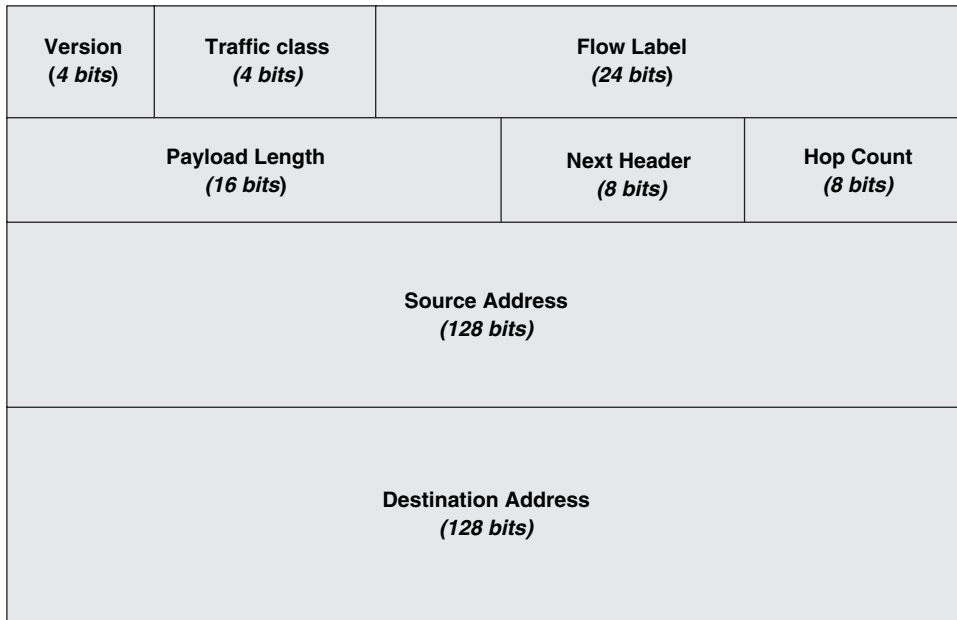 Version
(4 bits)
Traffic class
(4 bits)
Flow Label
(24 bits)
Payload Length
(16 bits)
Next Header
(8 bits)
Hop Count
(8 bits)
Source Address
(128 bits)
Destination Address
(128 bits)